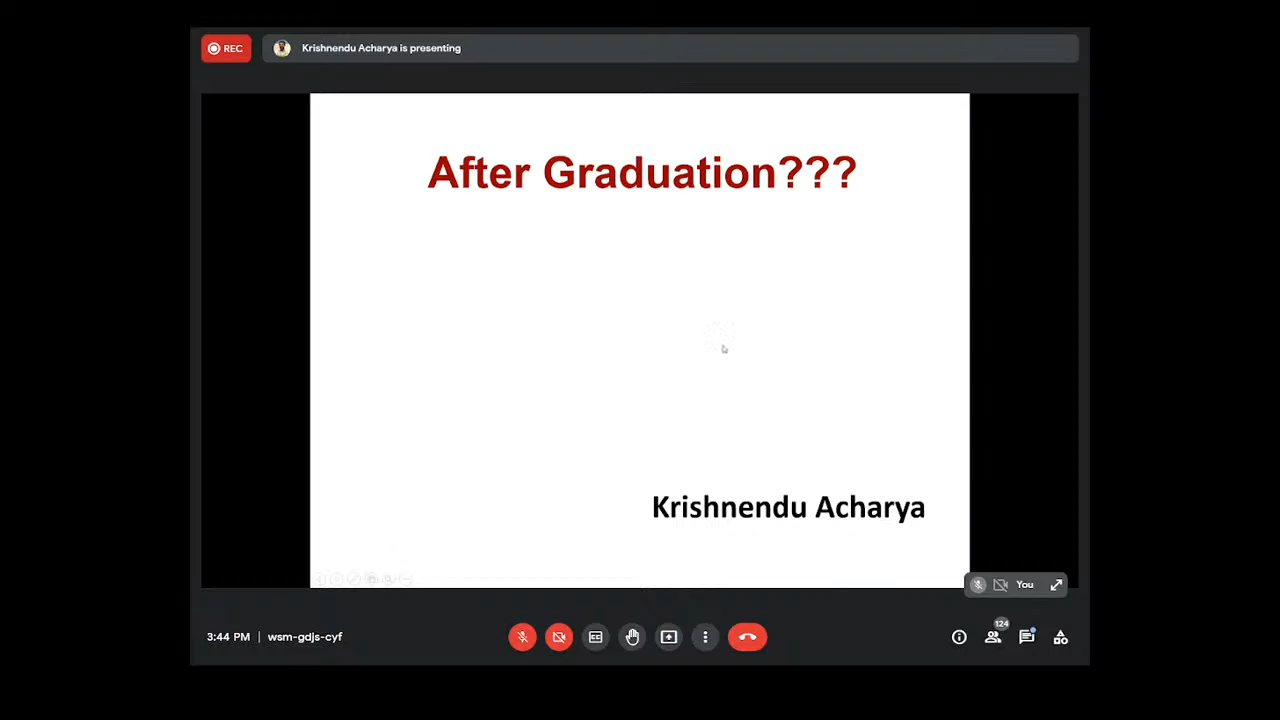 REC
Krishnendu Acharya is presenting
After Graduation???
Krishnendu Acharya
You
3:44 PM | wsm-gdjs-cyf
124